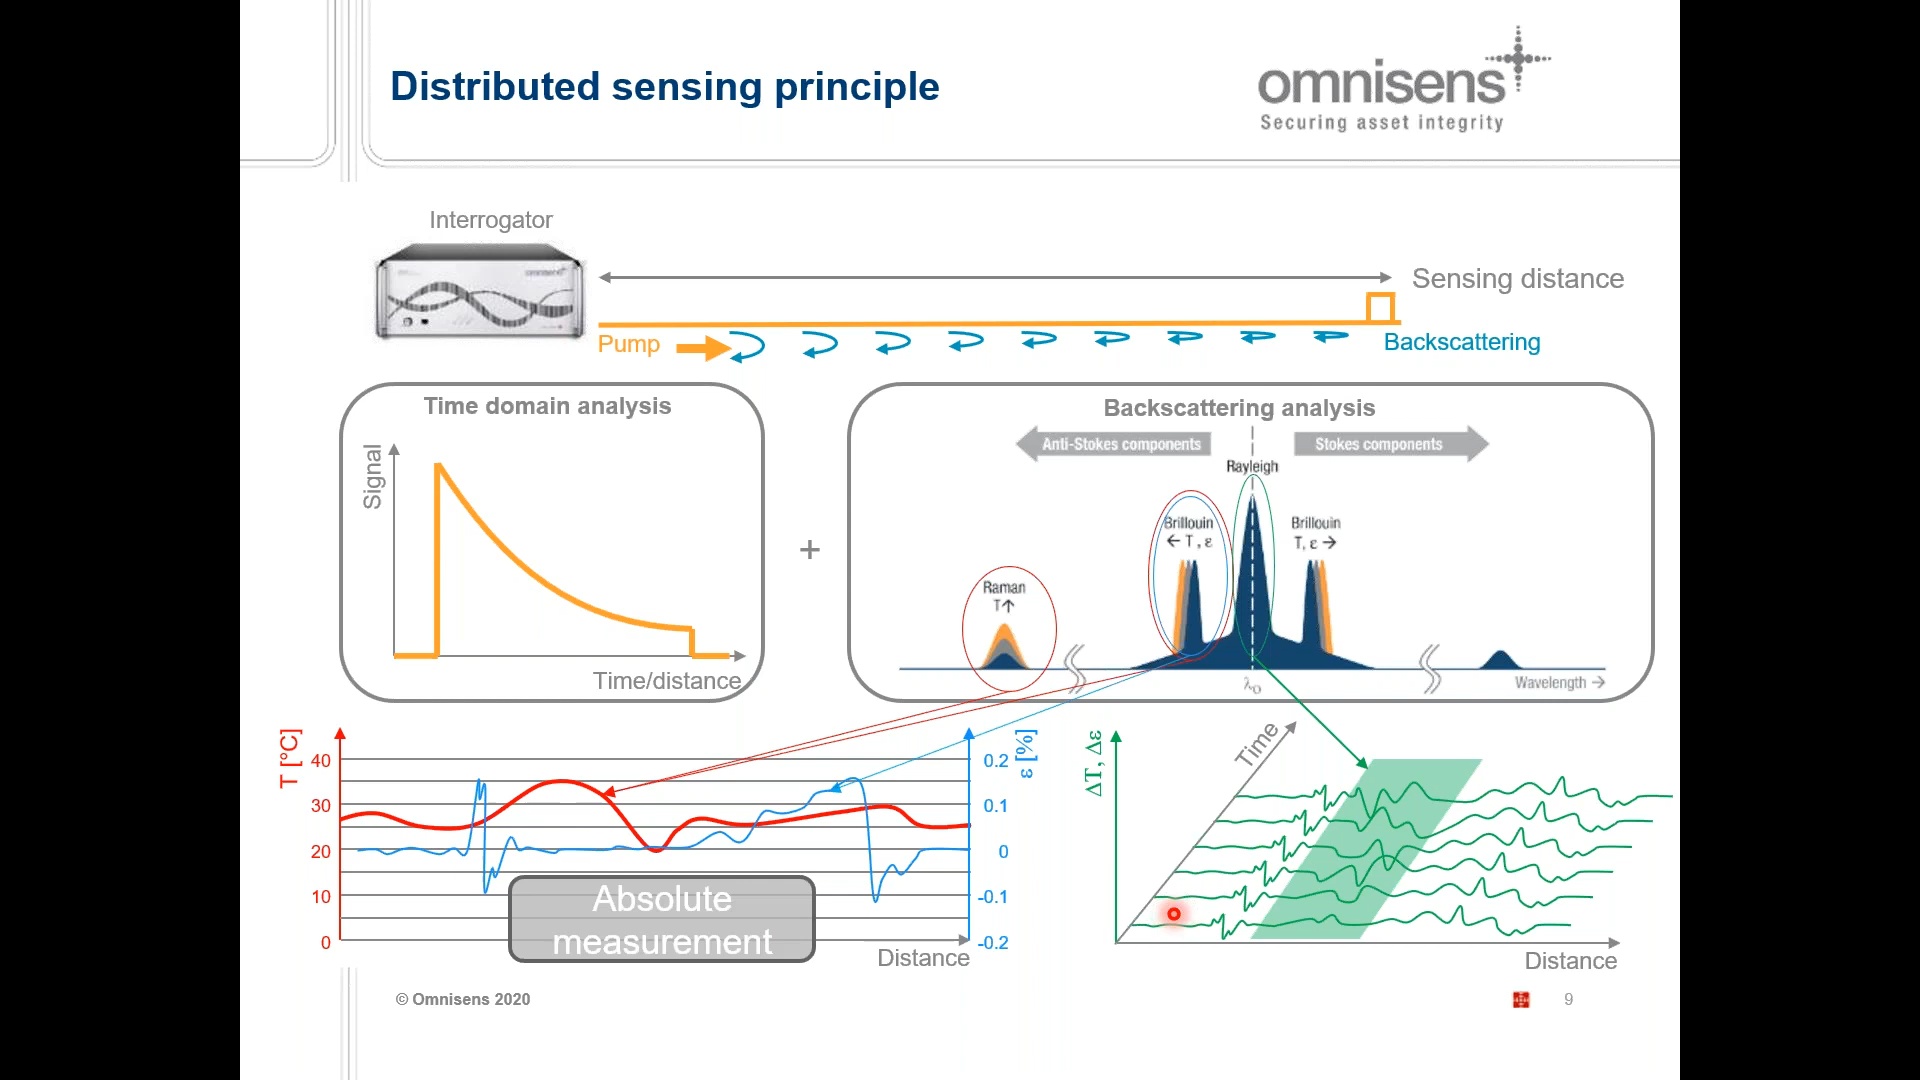 Distributed sensing principle
omnisens
Securing asset integrity
Interrogator
omnisens
Sensing distance
Pump
Backscattering
Time domain analysis
Signal
Time/distance
+
Backscattering analysis
Anti-Stokes components
Stokes components
Rayleigh
Brillouin
← T, ε
Brillouin
T, ε →
Raman
T↑
λ₀
Wavelength →
T [°C]
40
30
20
10
0
0.2
0.1
0
-0.1
-0.2
ε [%]
Absolute
measurement
Distance
ΔT, Δε
Time
Distance
© Omnisens 2020
9